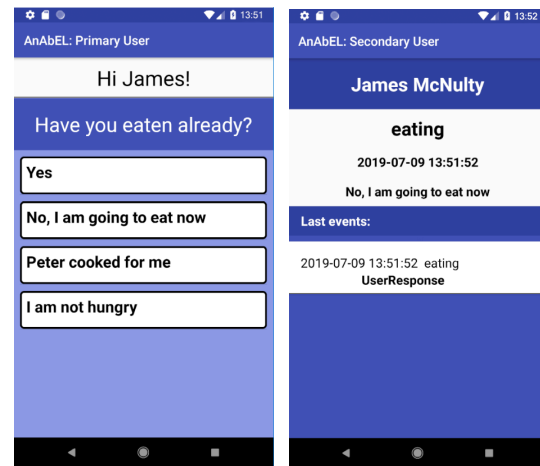 13:51
AnAbEL: Primary User
Hi James!
Have you eaten already?
Yes
No, I am going to eat now
Peter cooked for me
I am not hungry
13:52
AnAbEL: Secondary User
James McNulty
eating
2019-07-09 13:51:52
No, I am going to eat now
Last events:
2019-07-09 13:51:52 eating
UserResponse